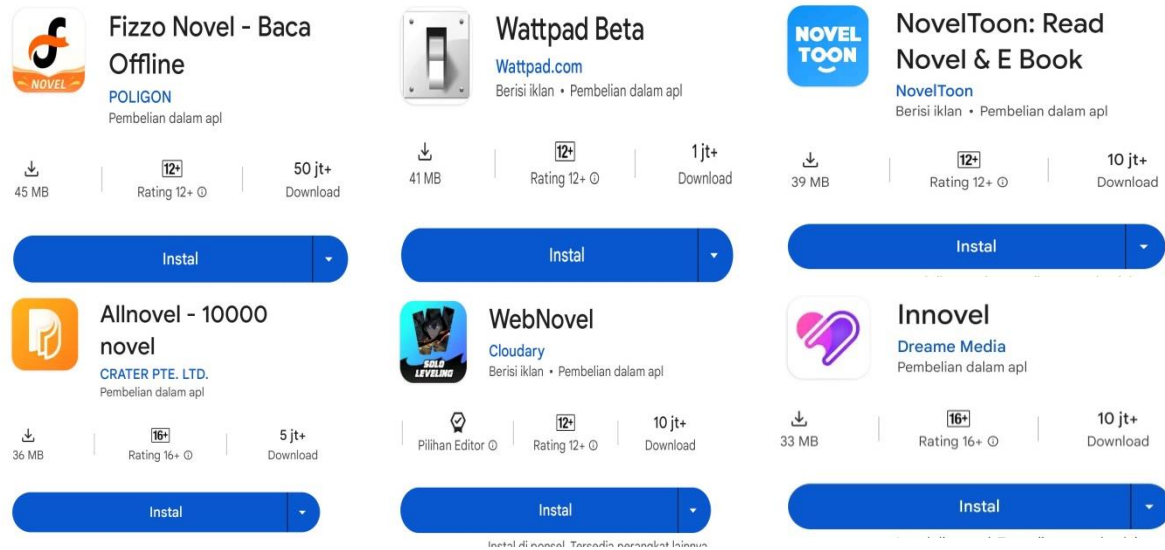 Fizzo Novel - Baca
Offline
POLIGON
Pembelian dalam apl
NOVEL
45 MB
12+
Rating 12+
50 jt+
Download
Instal
Wattpad Beta
Wattpad.com
Berisi iklan • Pembelian dalam apl
41 MB
12+
Rating 12+
1 jt+
Download
Instal
NOVEL
TOON
NovelToon: Read
Novel & E Book
NovelToon
Berisi iklan • Pembelian dalam apl
39 MB
12+
Rating 12+
10 jt+
Download
Instal
Allnovel - 10000
novel
CRATER PTE. LTD.
Pembelian dalam apl
36 MB
16+
Rating 16+
5 jt+
Download
Instal
SOLO
LEVELING
WebNovel
Cloudary
Berisi iklan • Pembelian dalam apl
Pilihan Editor
12+
Rating 12+
10 jt+
Download
Instal
Instal di ponsel. Tersedia perangkat lainnya
Innovel
Dreame Media
Pembelian dalam apl
33 MB
16+
Rating 16+
10 jt+
Download
Instal